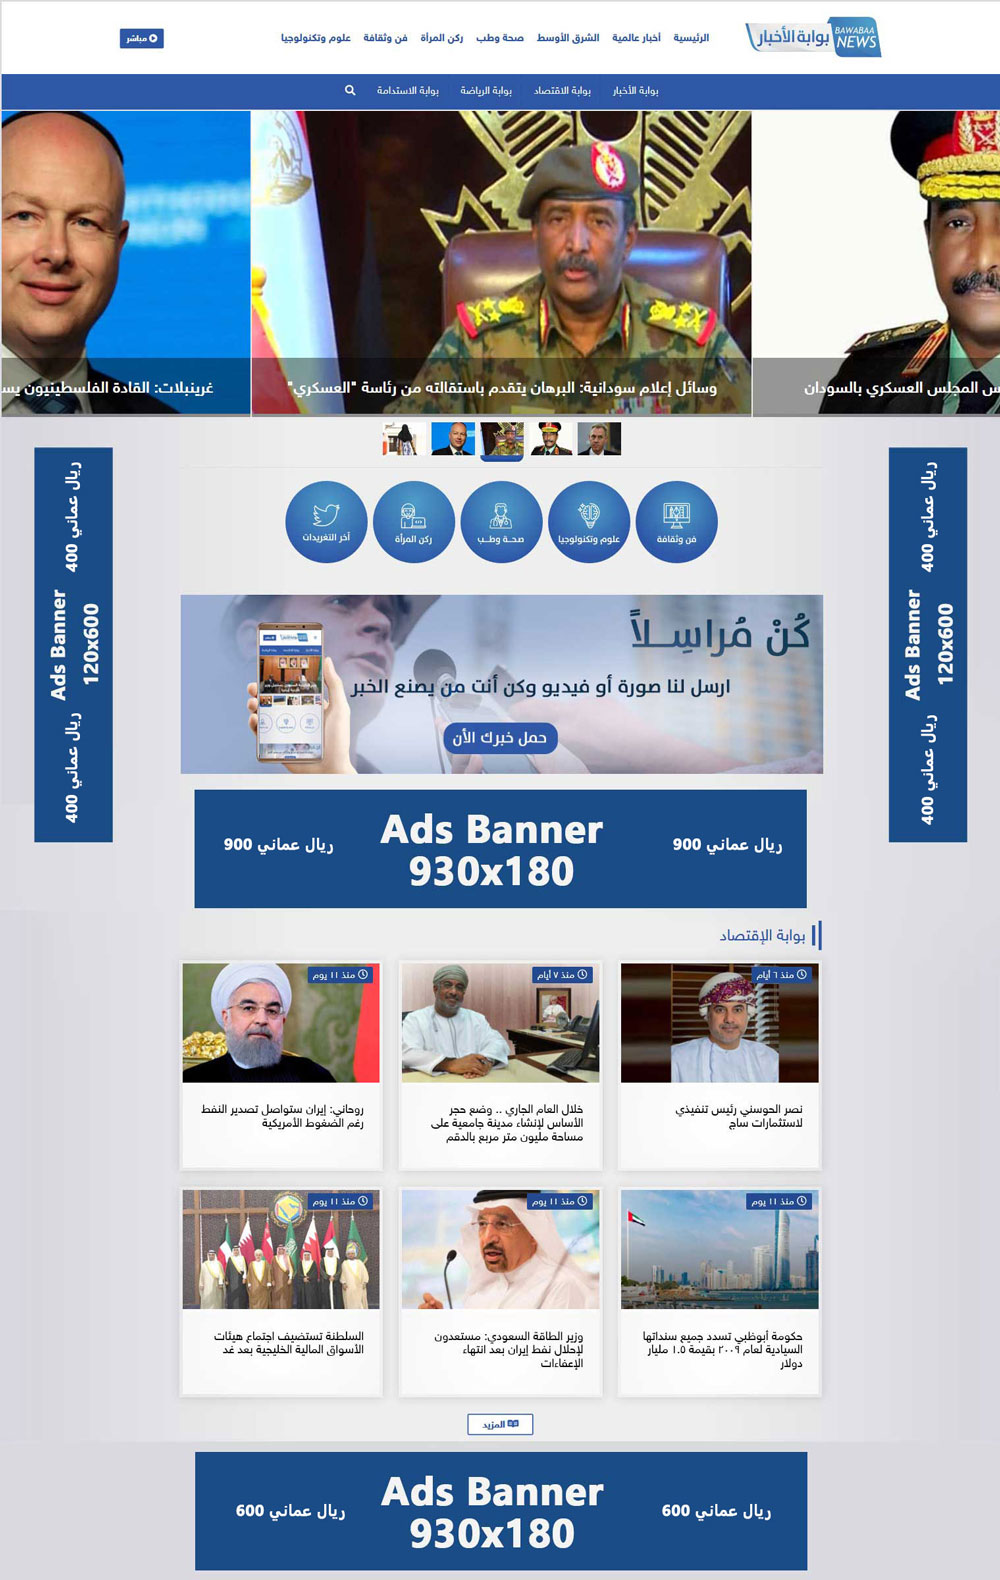 BAWABAA
NEWS
بوابة الأخبار
الرئيسية
أخبار عالمية
الشرق الأوسط
صحة وطب
ركن المرأة
فن وثقافة
علوم وتكنولوجيا
مباشر
بوابة الأخبار
بوابة الاقتصاد
بوابة الرياضة
بوابة الاستدامة
س المجلس العسكري بالسودان
وسائل إعلام سودانية: البرهان يتقدم باستقالته من رئاسة "العسكري"
غرينبلات: القادة الفلسطينيون يس
فن وثقافة
علوم وتكنولوجيا
صحـة وطـب
ركن المرأة
آخر التغريدات
ريال عماني 400
Ads Banner
120x600
ريال عماني 400
ريال عماني 400
Ads Banner
120x600
ريال عماني 400
كُنْ مُراسِـلاً
ارسل لنا صورة أو فيديو وكن أنت من يصنع الخبر
حمل خبرك الأن
ريال عماني 900
Ads Banner
930x180
ريال عماني 900
بوابة الإقتصاد
منذ ٦ أيام
نصر الحوسني رئيس تنفيذي
لاستثمارات ساج
منذ ٧ أيام
خلال العام الجاري .. وضع حجر
الأساس لإنشاء مدينة جامعية على
مساحة مليون متر مربع بالدقم
منذ ١١ يوم
روحاني: إيران ستواصل تصدير النفط
رغم الضغوط الأمريكية
منذ ١١ يوم
حكومة أبوظبي تسدد جميع سنداتها
السيادية لعام ٢٠٠٩ بقيمة ١.٥ مليار
دولار
منذ ١١ يوم
وزير الطاقة السعودي: مستعدون
لإحلال نفط إيران بعد انتهاء
الإعفاءات
منذ ١١ يوم
السلطنة تستضيف اجتماع هيئات
الأسواق المالية الخليجية بعد غد
المزيد
ريال عماني 600
Ads Banner
930x180
ريال عماني 600